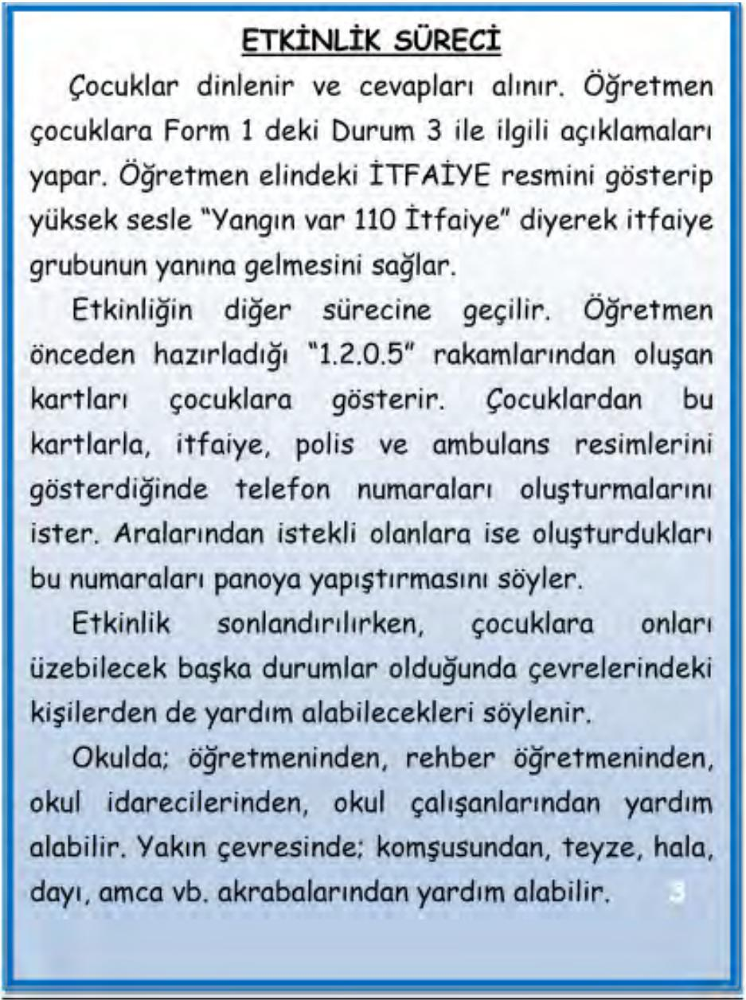 ETKİNLİK SÜRECİ
Çocuklar dinlenir ve cevapları alınır. Öğretmen
çocuklara Form 1 deki Durum 3 ile ilgili açıklamaları
yapar. Öğretmen elindeki İTFAİYE resmini gösterip
yüksek sesle “Yangın var 110 İtfaiye” diyerek itfaiye
grubunun yanına gelmesini sağlar.
Etkinliğin diğer sürecine geçilir. Öğretmen
önceden hazırladığı “1.2.0.5” rakamlarından oluşan
kartları çocuklara gösterir. Çocuklardan bu
kartlarla, itfaiye, polis ve ambulans resimlerini
gösterdiğinde telefon numaraları oluşturmalarını
ister. Aralarından istekli olanlara ise oluşturdukları
bu numaraları panoya yapıştırmasını söyler.
Etkinlik sonlandırılırken, çocuklara onları
üzebilecek başka durumlar olduğunda çevrelerindeki
kişilerden de yardım alabilecekleri söylenir.
Okulda; öğretmeninden, rehber öğretmeninden,
okul idarecilerinden, okul çalışanlarından yardım
alabilir. Yakın çevresinde; komşusundan, teyze, hala,
dayı, amca vb. akrabalarından yardım alabilir. 3